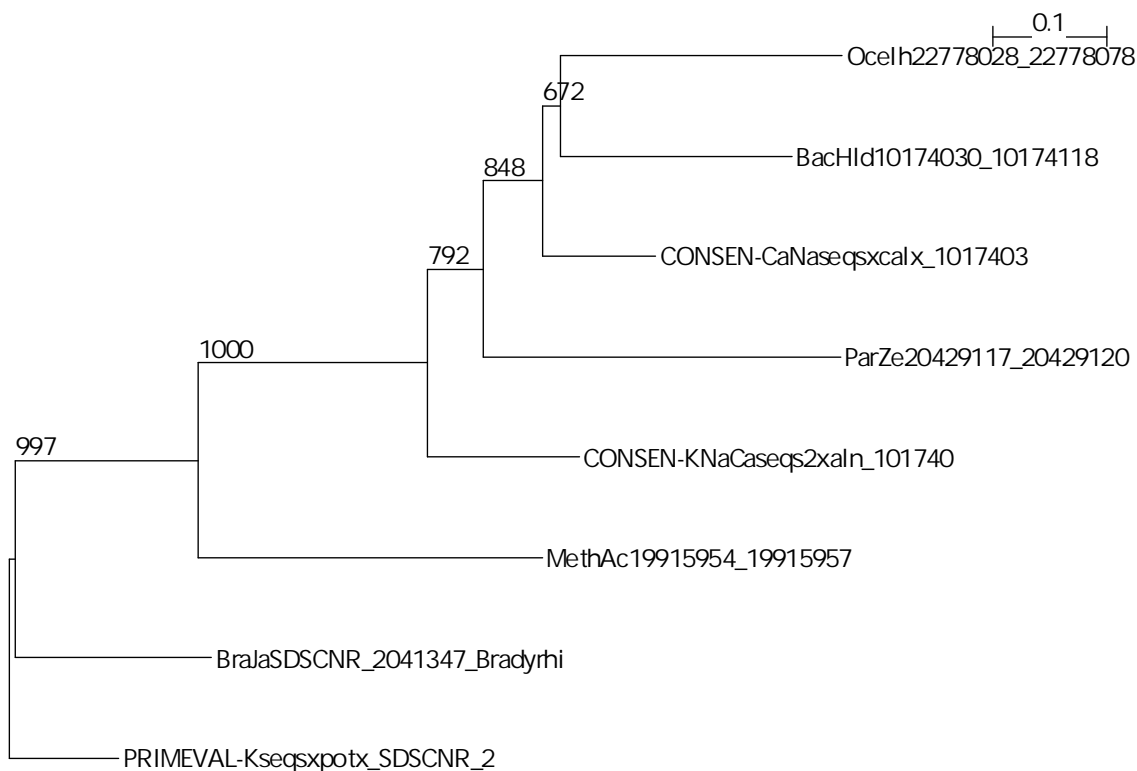 0.1
OceIh22778028_22778078
672
BacHld10174030_10174118
848
CONSEN-CaNaseqsxcalx_1017403
792
ParZe20429117_20429120
1000
CONSEN-KNaCaseqs2xaln_101740
997
MethAc19915954_19915957
BraJaSDSCNR_2041347_Bradyrhi
PRIMEVAL-Kseqsxpotx_SDSCNR_2